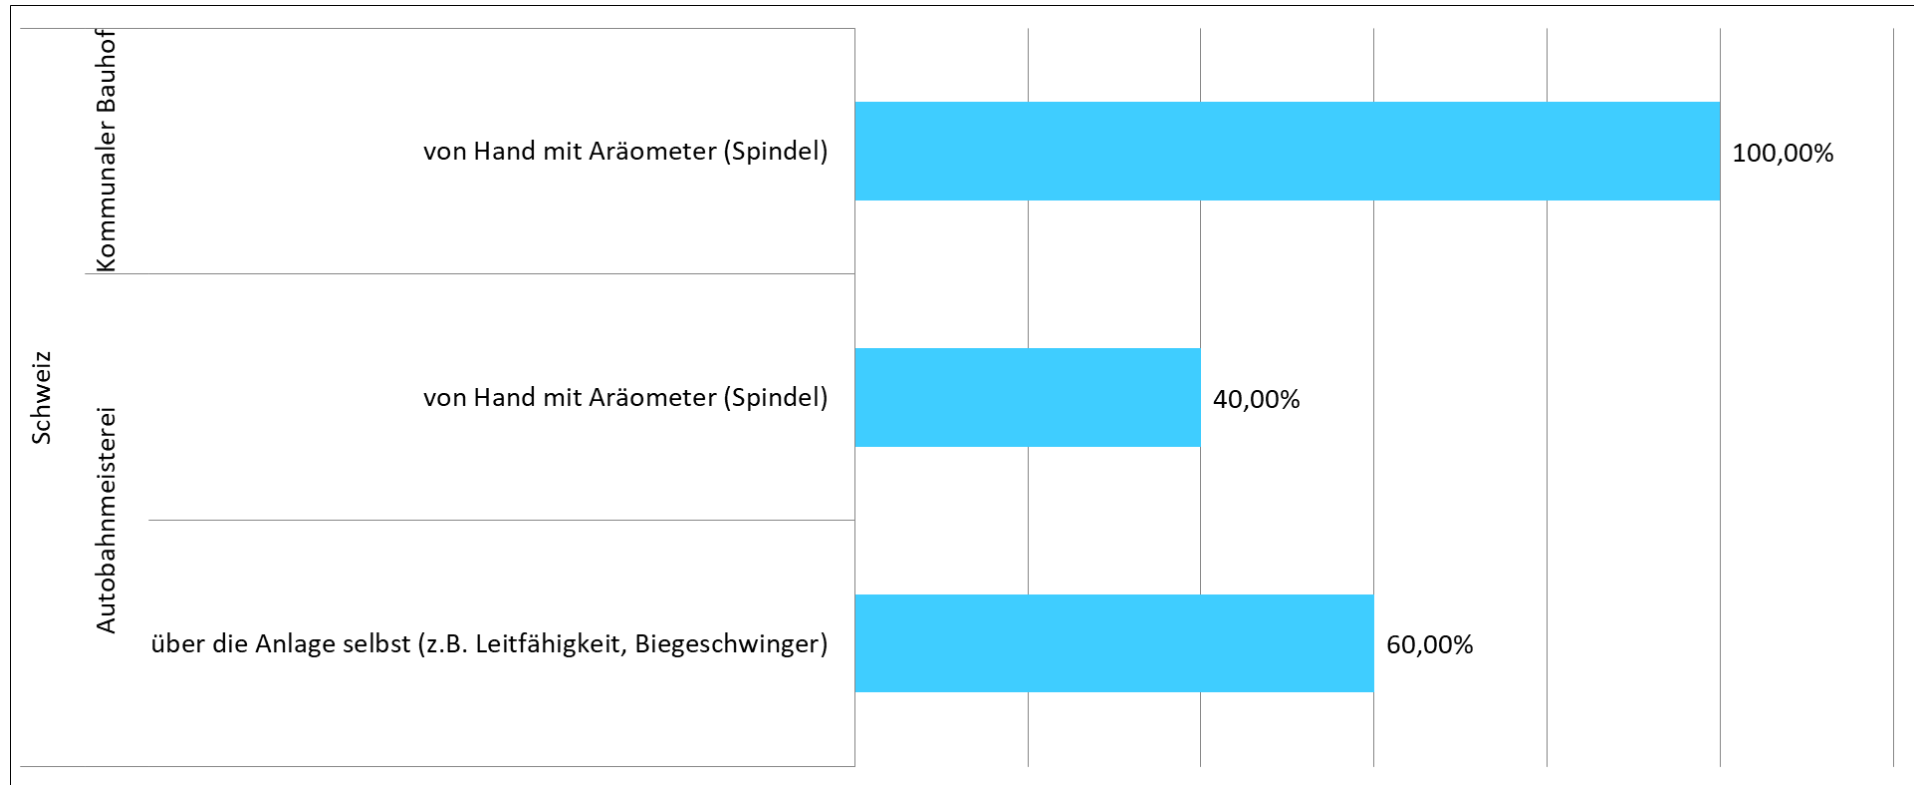 Schweiz
Kommunaler Bauhof
von Hand mit Aräometer (Spindel)
100,00%
Autobahnmeisterei
von Hand mit Aräometer (Spindel)
40,00%
über die Anlage selbst (z.B. Leitfähigkeit, Biegeschwinger)
60,00%